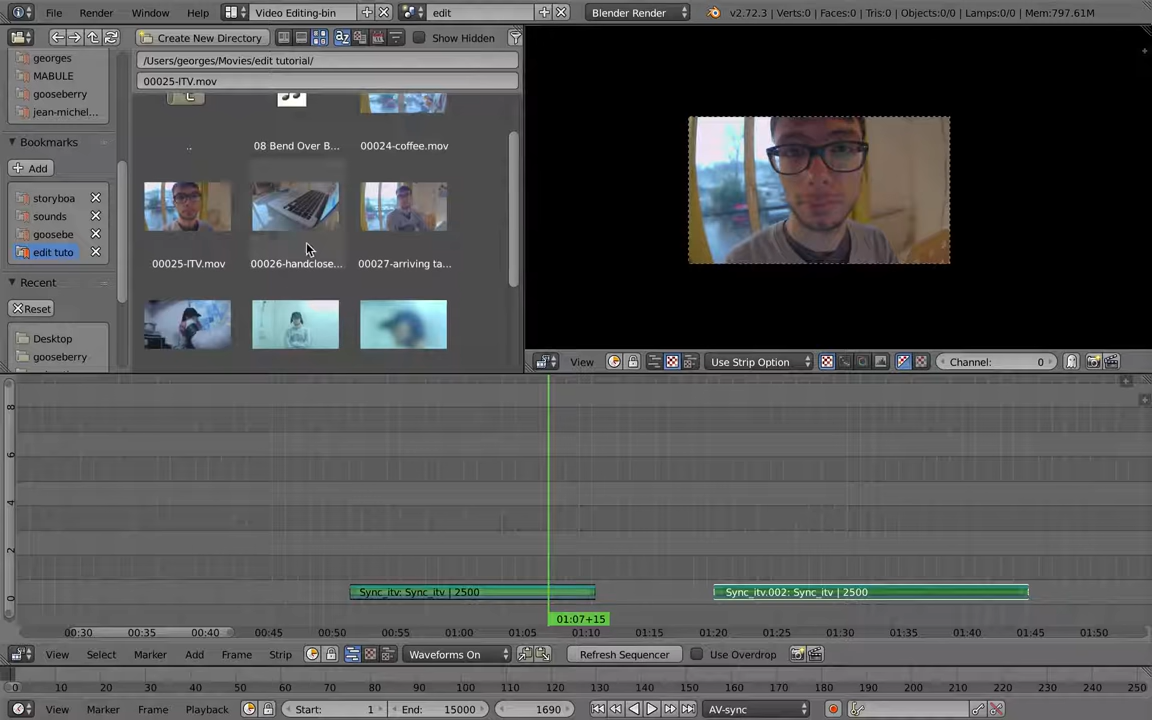 File Render Window Help Video Editing-bin edit Blender Render v2.72.3 | Verts:0 | Faces:0 | Tris:0 | Objects:0/0 | Lamps:0/0 | Mem:797.61M
Create New Directory Show Hidden
georges
MABULE
gooseberry
jean-michel...
Bookmarks
Add
storyboa
sounds
goosebe
edit tuto
Recent
Reset
Desktop
gooseberry
/Users/georges/Movies/edit tutorial/
00025-ITV.mov
.. 08 Bend Over B... 00024-coffee.mov
00025-ITV.mov 00026-handclose... 00027-arriving ta...
View Use Strip Option Channel: 0
8
6
4
2
0
Sync_itv: Sync_itv | 2500 Sync_itv.002: Sync_itv | 2500
01:07+15
00:30 00:35 00:40 00:45 00:50 00:55 01:00 01:05 01:10 01:15 01:20 01:25 01:30 01:35 01:40 01:45 01:50
View Select Marker Add Frame Strip Waveforms On Refresh Sequencer Use Overdrop
0 10 20 30 40 50 60 70 80 90 100 110 120 130 140 150 160 170 180 190 200 210 220 230 240 250
View Marker Frame Playback Start: 1 End: 15000 1690 AV-sync